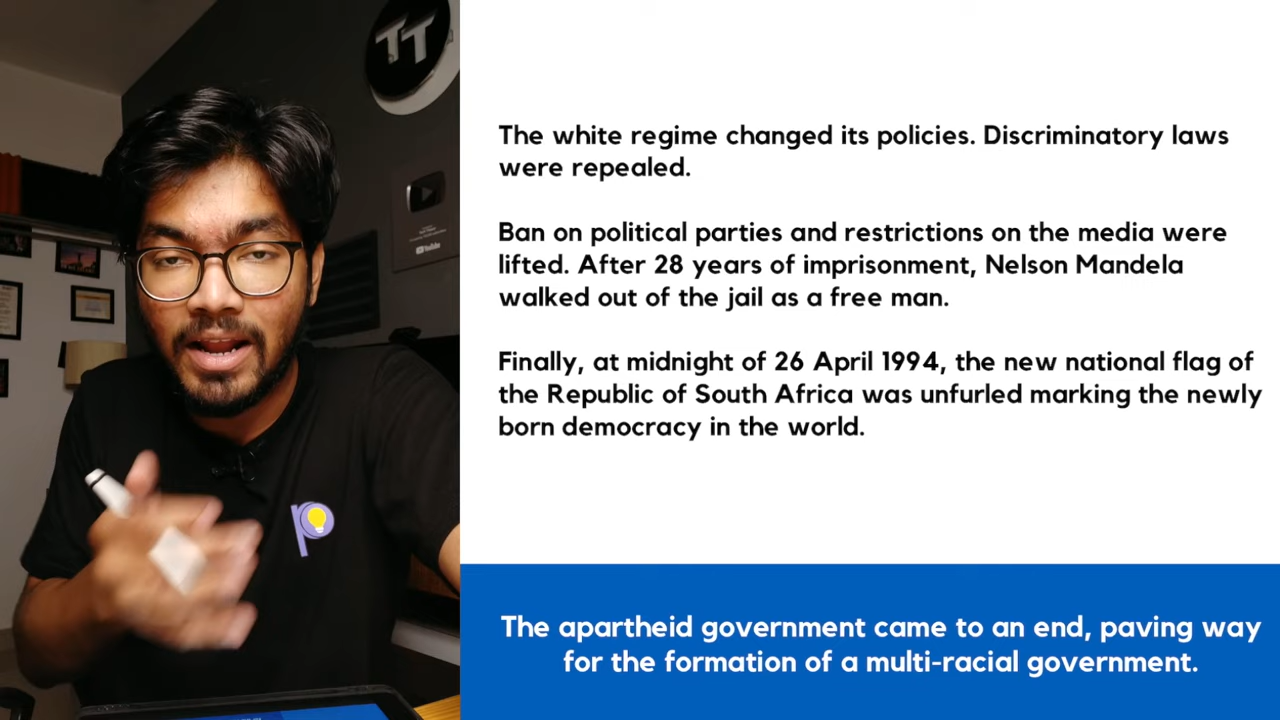 TT
YouTube
The white regime changed its policies. Discriminatory laws
were repealed.
Ban on political parties and restrictions on the media were
lifted. After 28 years of imprisonment, Nelson Mandela
walked out of the jail as a free man.
Finally, at midnight of 26 April 1994, the new national flag of
the Republic of South Africa was unfurled marking the newly
born democracy in the world.
p
The apartheid government came to an end, paving way
for the formation of a multi-racial government.